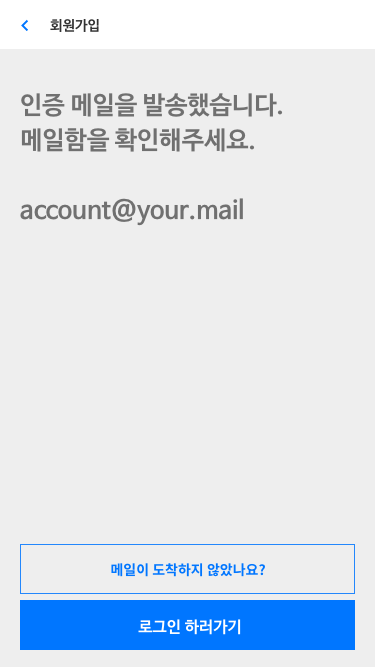 회원가입
인증 메일을 발송했습니다.
메일함을 확인해주세요.
account@your.mail
메일이 도착하지 않았나요?
로그인 하러가기